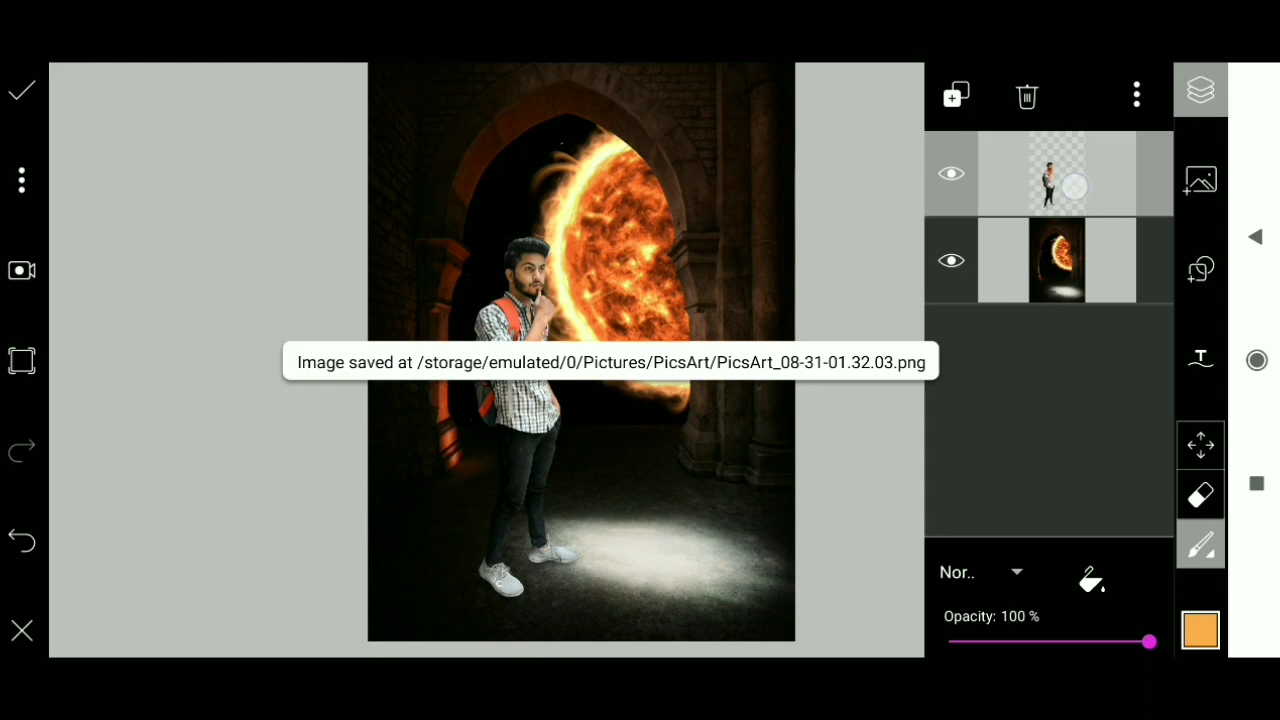 Image saved at /storage/emulated/0/Pictures/PicsArt/PicsArt_08-31-01.32.03.png
Nor..
Opacity: 100 %
T